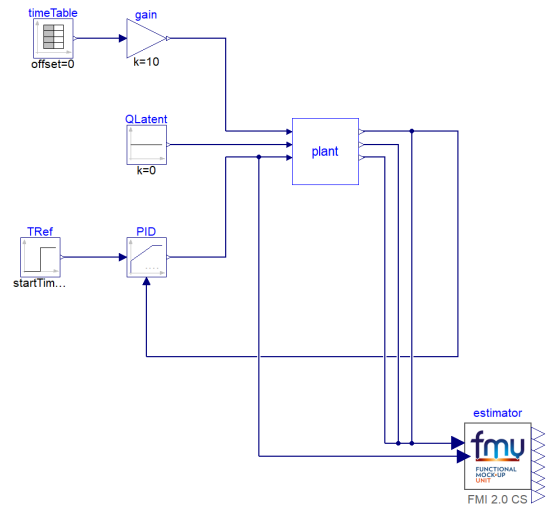 timeTable
gain
offset=0
k=10
QLatent
plant
k=0
TRef
PID
startTim...
estimator
fmu
FUNCTIONAL
MOCK-UP
UNIT
FMI 2.0 CS